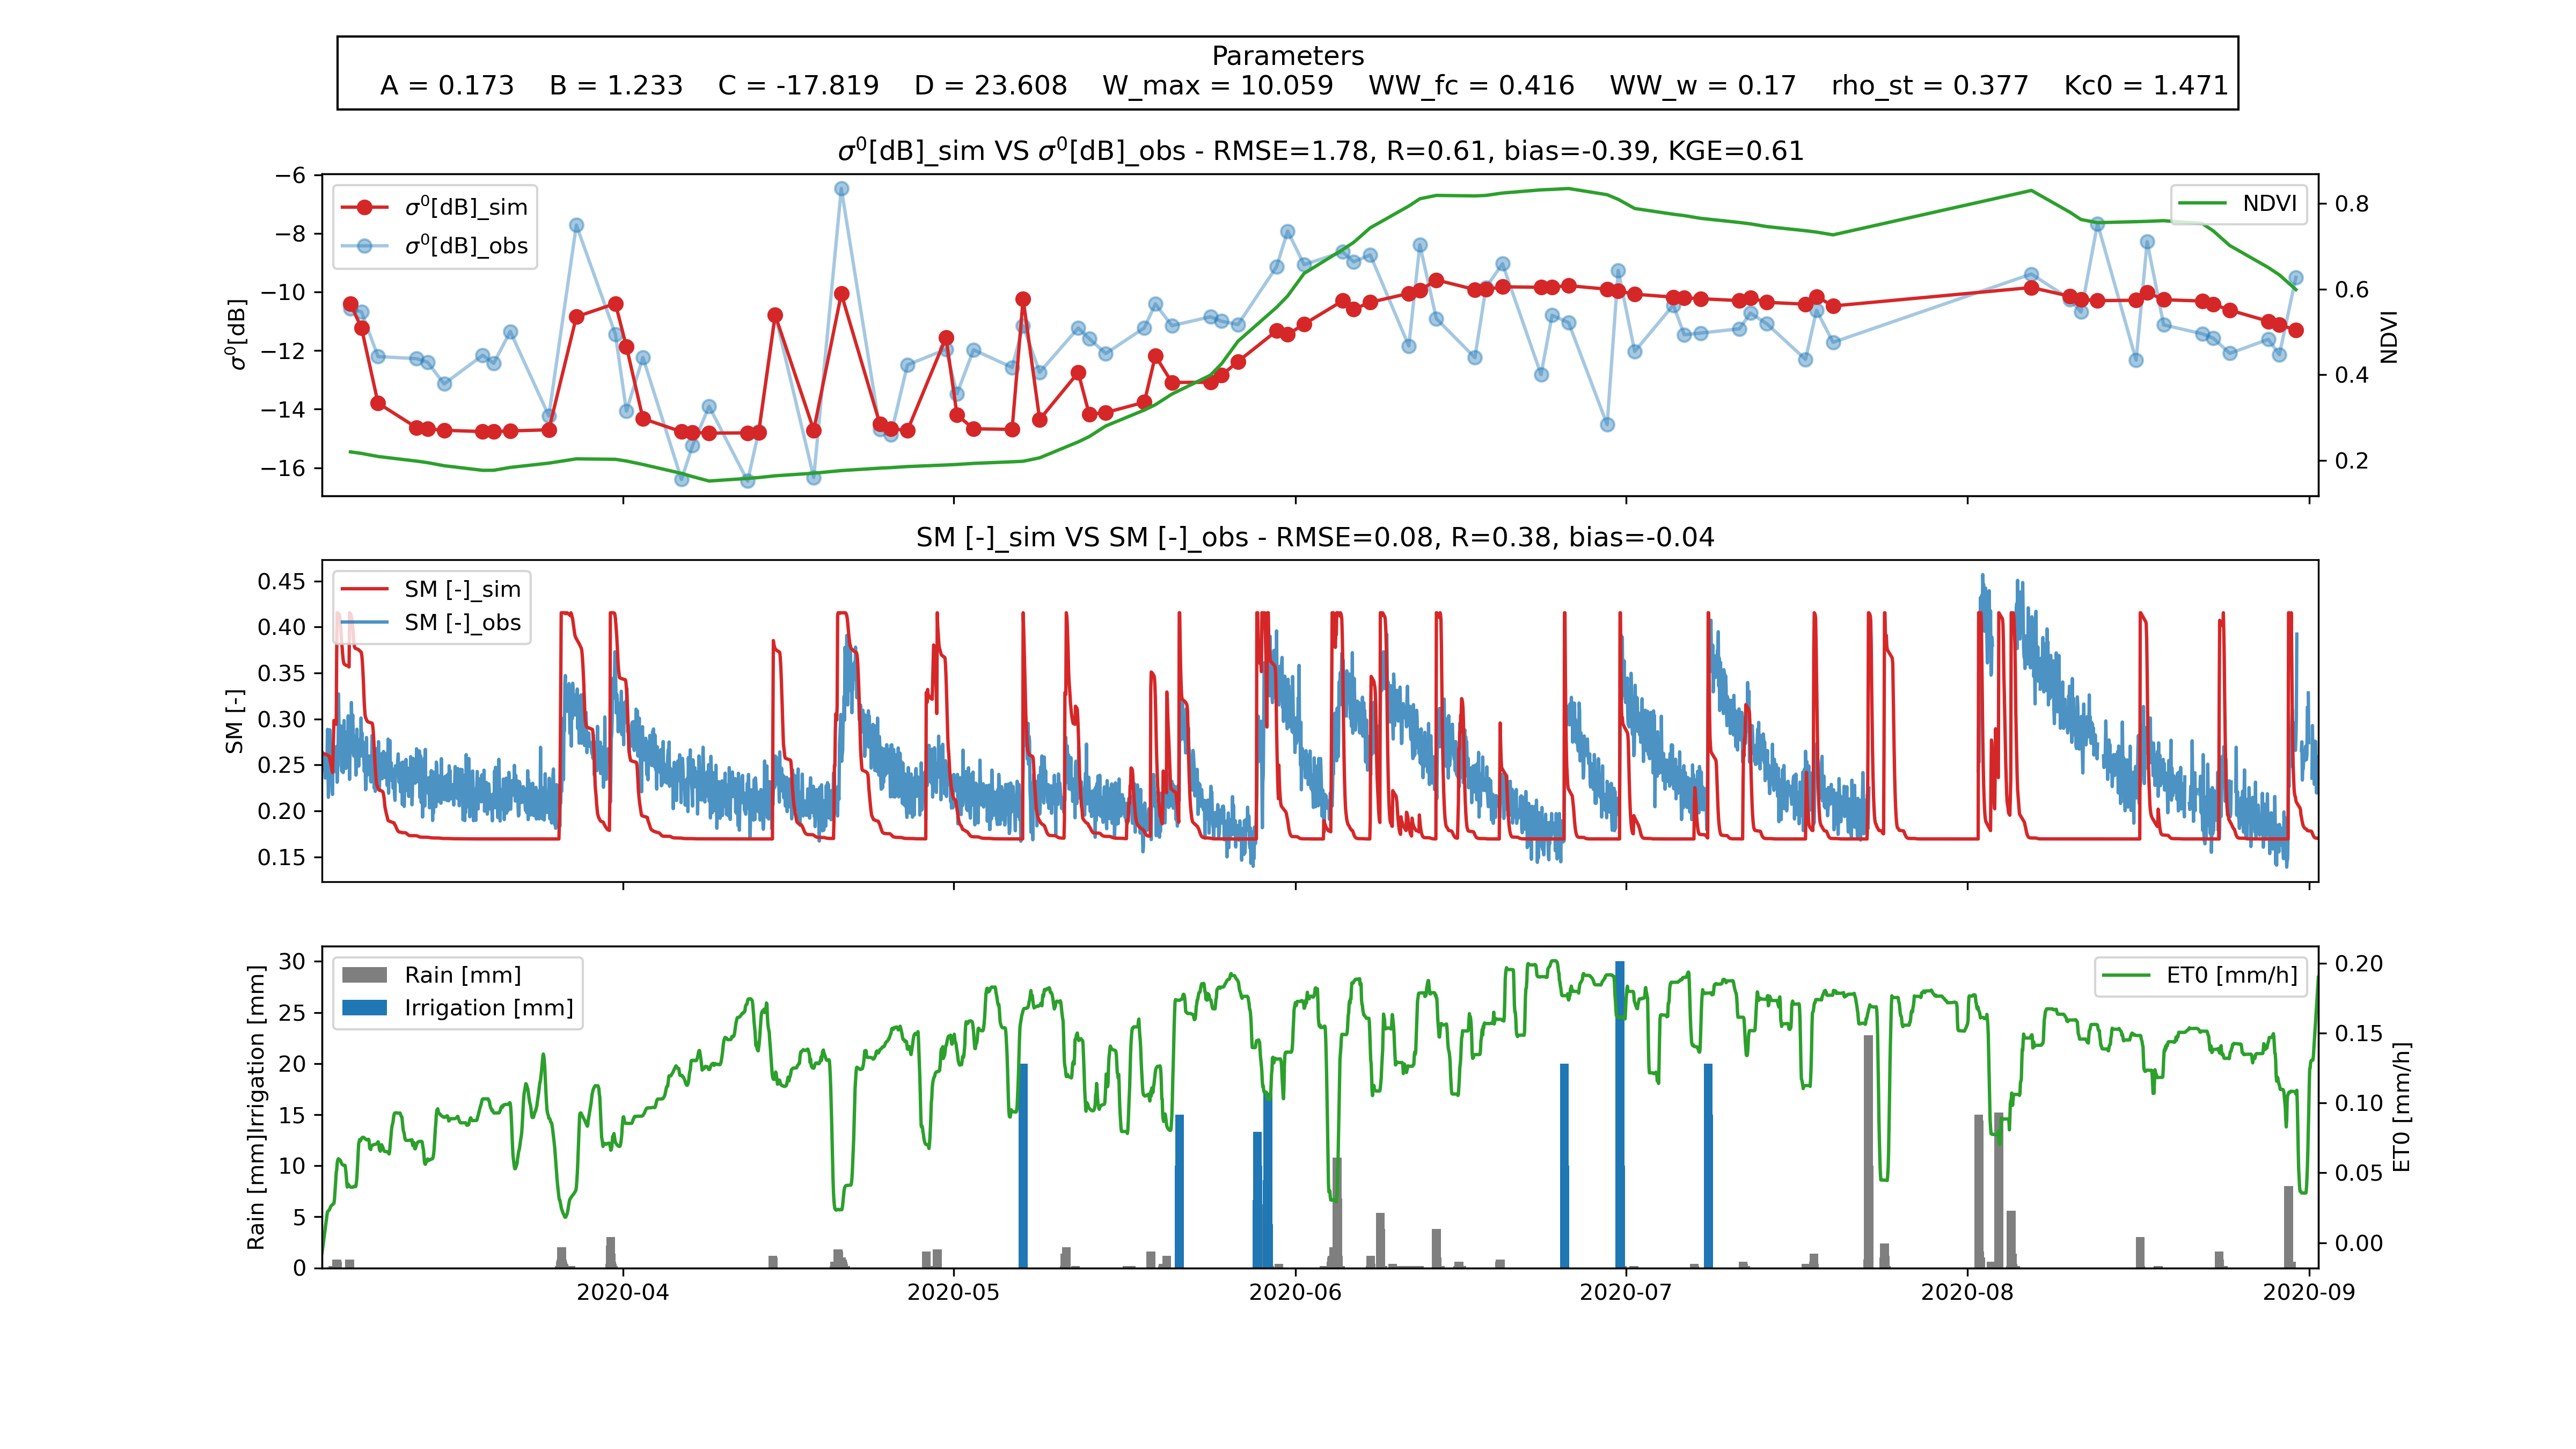 Parameters
A = 0.173 B = 1.233 C = -17.819 D = 23.608 W_max = 10.059 WW_fc = 0.416 WW_w = 0.17 rho_st = 0.377 Kc0 = 1.471
σ⁰[dB]_sim VS σ⁰[dB]_obs - RMSE=1.78, R=0.61, bias=-0.39, KGE=0.61
σ⁰[dB]
−6
−8
−10
−12
−14
−16
σ⁰[dB]_sim
σ⁰[dB]_obs
NDVI
0.8
0.6
0.4
0.2
NDVI
SM [-]_sim VS SM [-]_obs - RMSE=0.08, R=0.38, bias=-0.04
SM [-]
0.45
0.40
0.35
0.30
0.25
0.20
0.15
SM [-]_sim
SM [-]_obs
Rain [mm]Irrigation [mm]
30
25
20
15
10
5
0
Rain [mm]
Irrigation [mm]
ET0 [mm/h]
0.20
0.15
0.10
0.05
0.00
ET0 [mm/h]
2020-04 2020-05 2020-06 2020-07 2020-08 2020-09